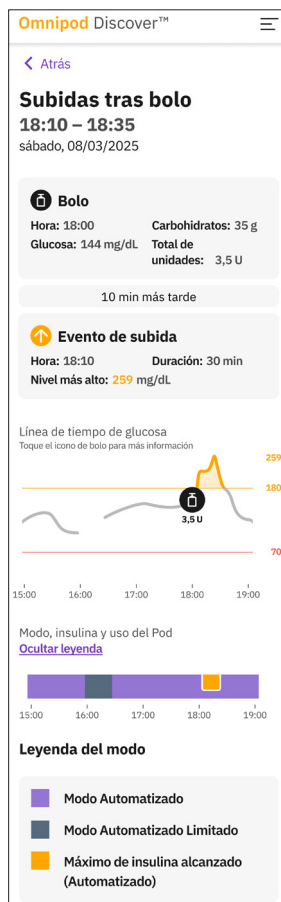 Omnipod Discover™
Atrás
Subidas tras bolo
18:10 – 18:35
sábado, 08/03/2025
Bolo
Hora: 18:00 Carbohidratos: 35 g
Glucosa: 144 mg/dL Total de
unidades: 3,5 U
10 min más tarde
Evento de subida
Hora: 18:10 Duración: 30 min
Nivel más alto: 259 mg/dL
Línea de tiempo de glucosa
Toque el icono de bolo para más información
259
180
3,5 U
70
15:00 16:00 17:00 18:00 19:00
Modo, insulina y uso del Pod
Ocultar leyenda
15:00 16:00 17:00 18:00 19:00
Leyenda del modo
Modo Automatizado
Modo Automatizado Limitado
Máximo de insulina alcanzado
(Automatizado)